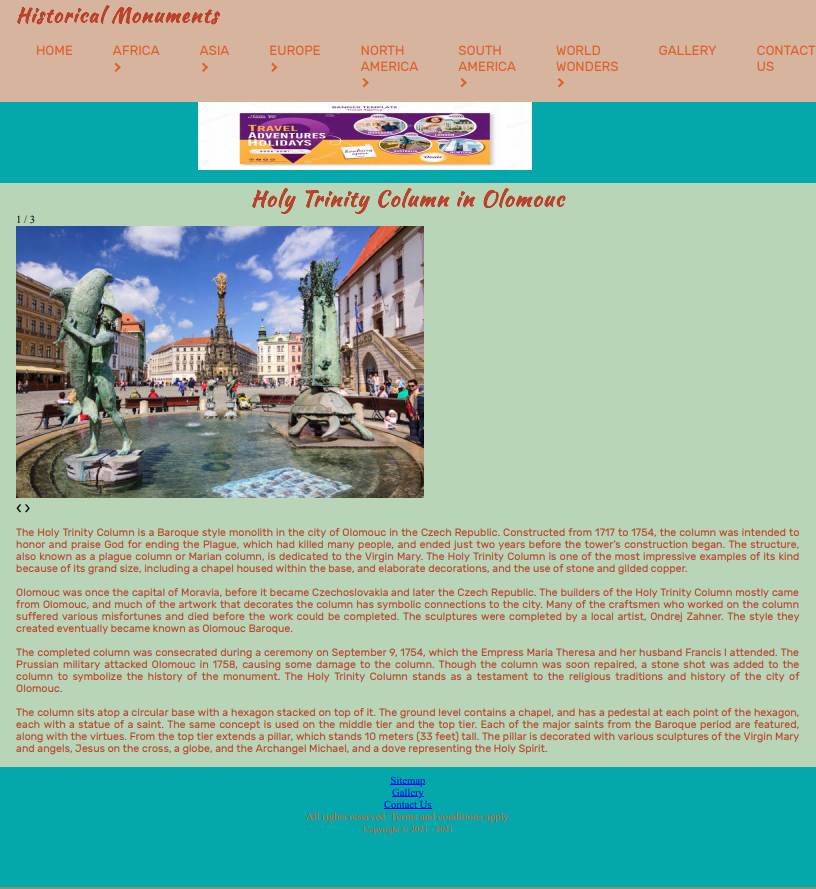 Historical Monuments
HOME
AFRICA
ASIA
EUROPE
NORTH
AMERICA
SOUTH
AMERICA
WORLD
WONDERS
GALLERY
CONTACT
US
BANNER TEMPLATE
Travel Agency
TRAVEL
ADVENTURES
HOLIDAYS
Holy Trinity Column in Olomouc
1 / 3
The Holy Trinity Column is a Baroque style monolith in the city of Olomouc in the Czech Republic. Constructed from 1717 to 1754, the column was intended to
honor and praise God for ending the Plague, which had killed many people, and ended just two years before the tower's construction began. The structure,
also known as a plague column or Marian column, is dedicated to the Virgin Mary. The Holy Trinity Column is one of the most impressive examples of its kind
because of its grand size, including a chapel housed within the base, and elaborate decorations, and the use of stone and gilded copper.
Olomouc was once the capital of Moravia, before it became Czechoslovakia and later the Czech Republic. The builders of the Holy Trinity Column mostly came
from Olomouc, and much of the artwork that decorates the column has symbolic connections to the city. Many of the craftsmen who worked on the column
suffered various misfortunes and died before the work could be completed. The sculptures were completed by a local artist, Ondrej Zahner. The style they
created eventually became known as Olomouc Baroque.
The completed column was consecrated during a ceremony on September 9, 1754, which the Empress Maria Theresa and her husband Francis I attended. The
Prussian military attacked Olomouc in 1758, causing some damage to the column. Though the column was soon repaired, a stone shot was added to the
column to symbolize the history of the monument. The Holy Trinity Column stands as a testament to the religious traditions and history of the city of
Olomouc.
The column sits atop a circular base with a hexagon stacked on top of it. The ground level contains a chapel, and has a pedestal at each point of the hexagon,
each with a statue of a saint. The same concept is used on the middle tier and the top tier. Each of the major saints from the Baroque period are featured,
along with the virtues. From the top tier extends a pillar, which stands 10 meters (33 feet) tall. The pillar is decorated with various sculptures of the Virgin Mary
and angels, Jesus on the cross, a globe, and the Archangel Michael, and a dove representing the Holy Spirit.
Sitemap
Gallery
Contact Us
All rights reserved. Terms and conditions apply
Copyright © 2021 - 2021